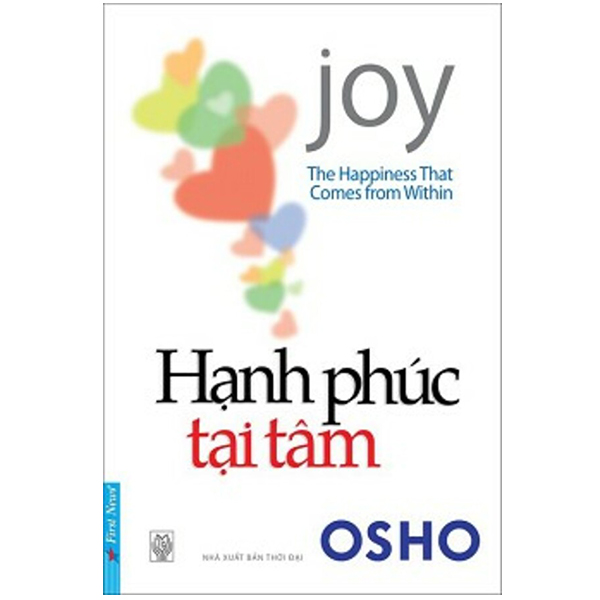 joy
The Happiness That
Comes from Within
Hạnh phúc
tại tâm
First News
NHÀ XUẤT BẢN THỜI ĐẠI
OSHO